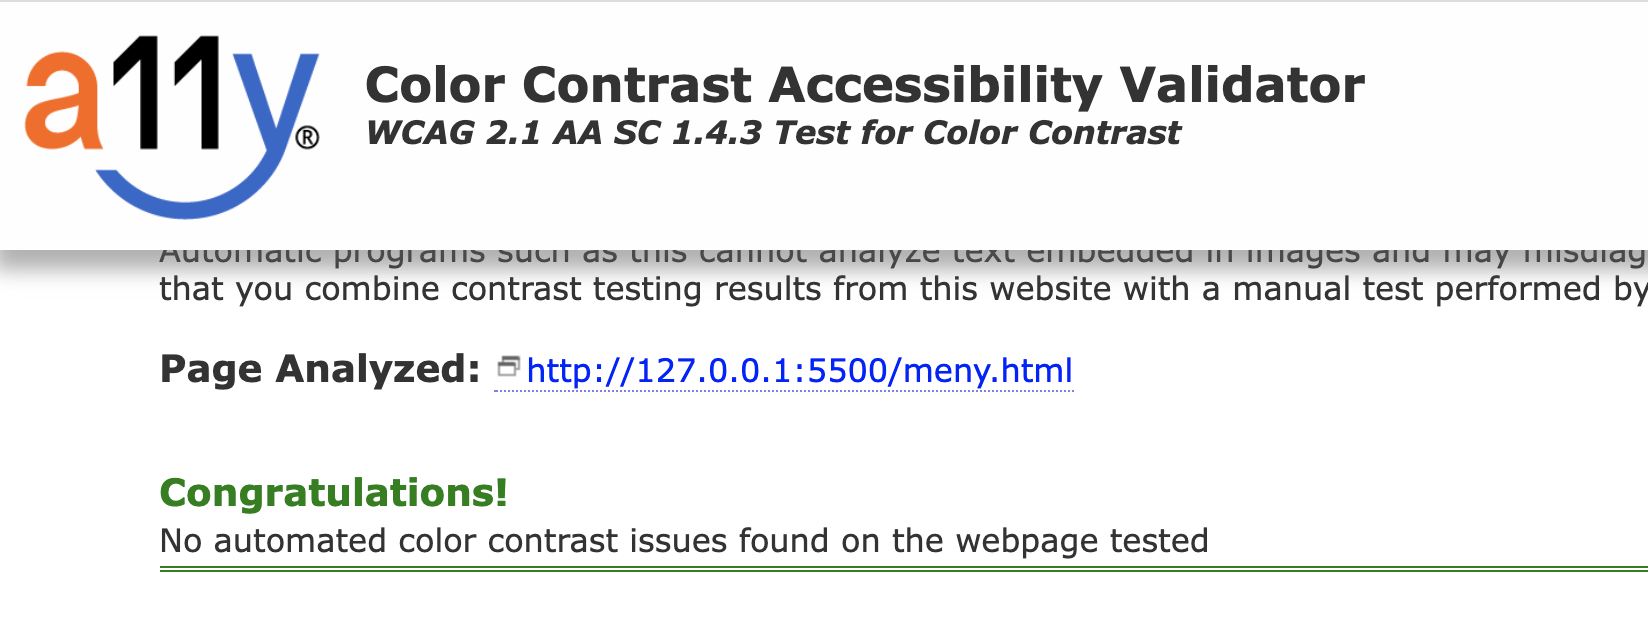 a11y®
Color Contrast Accessibility Validator
WCAG 2.1 AA SC 1.4.3 Test for Color Contrast
Automatic programs such as this cannot analyze text embedded in images and may
that you combine contrast testing results from this website with a manual test performed by
Page Analyzed: http://127.0.0.1:5500/meny.html
Congratulations!
No automated color contrast issues found on the webpage tested